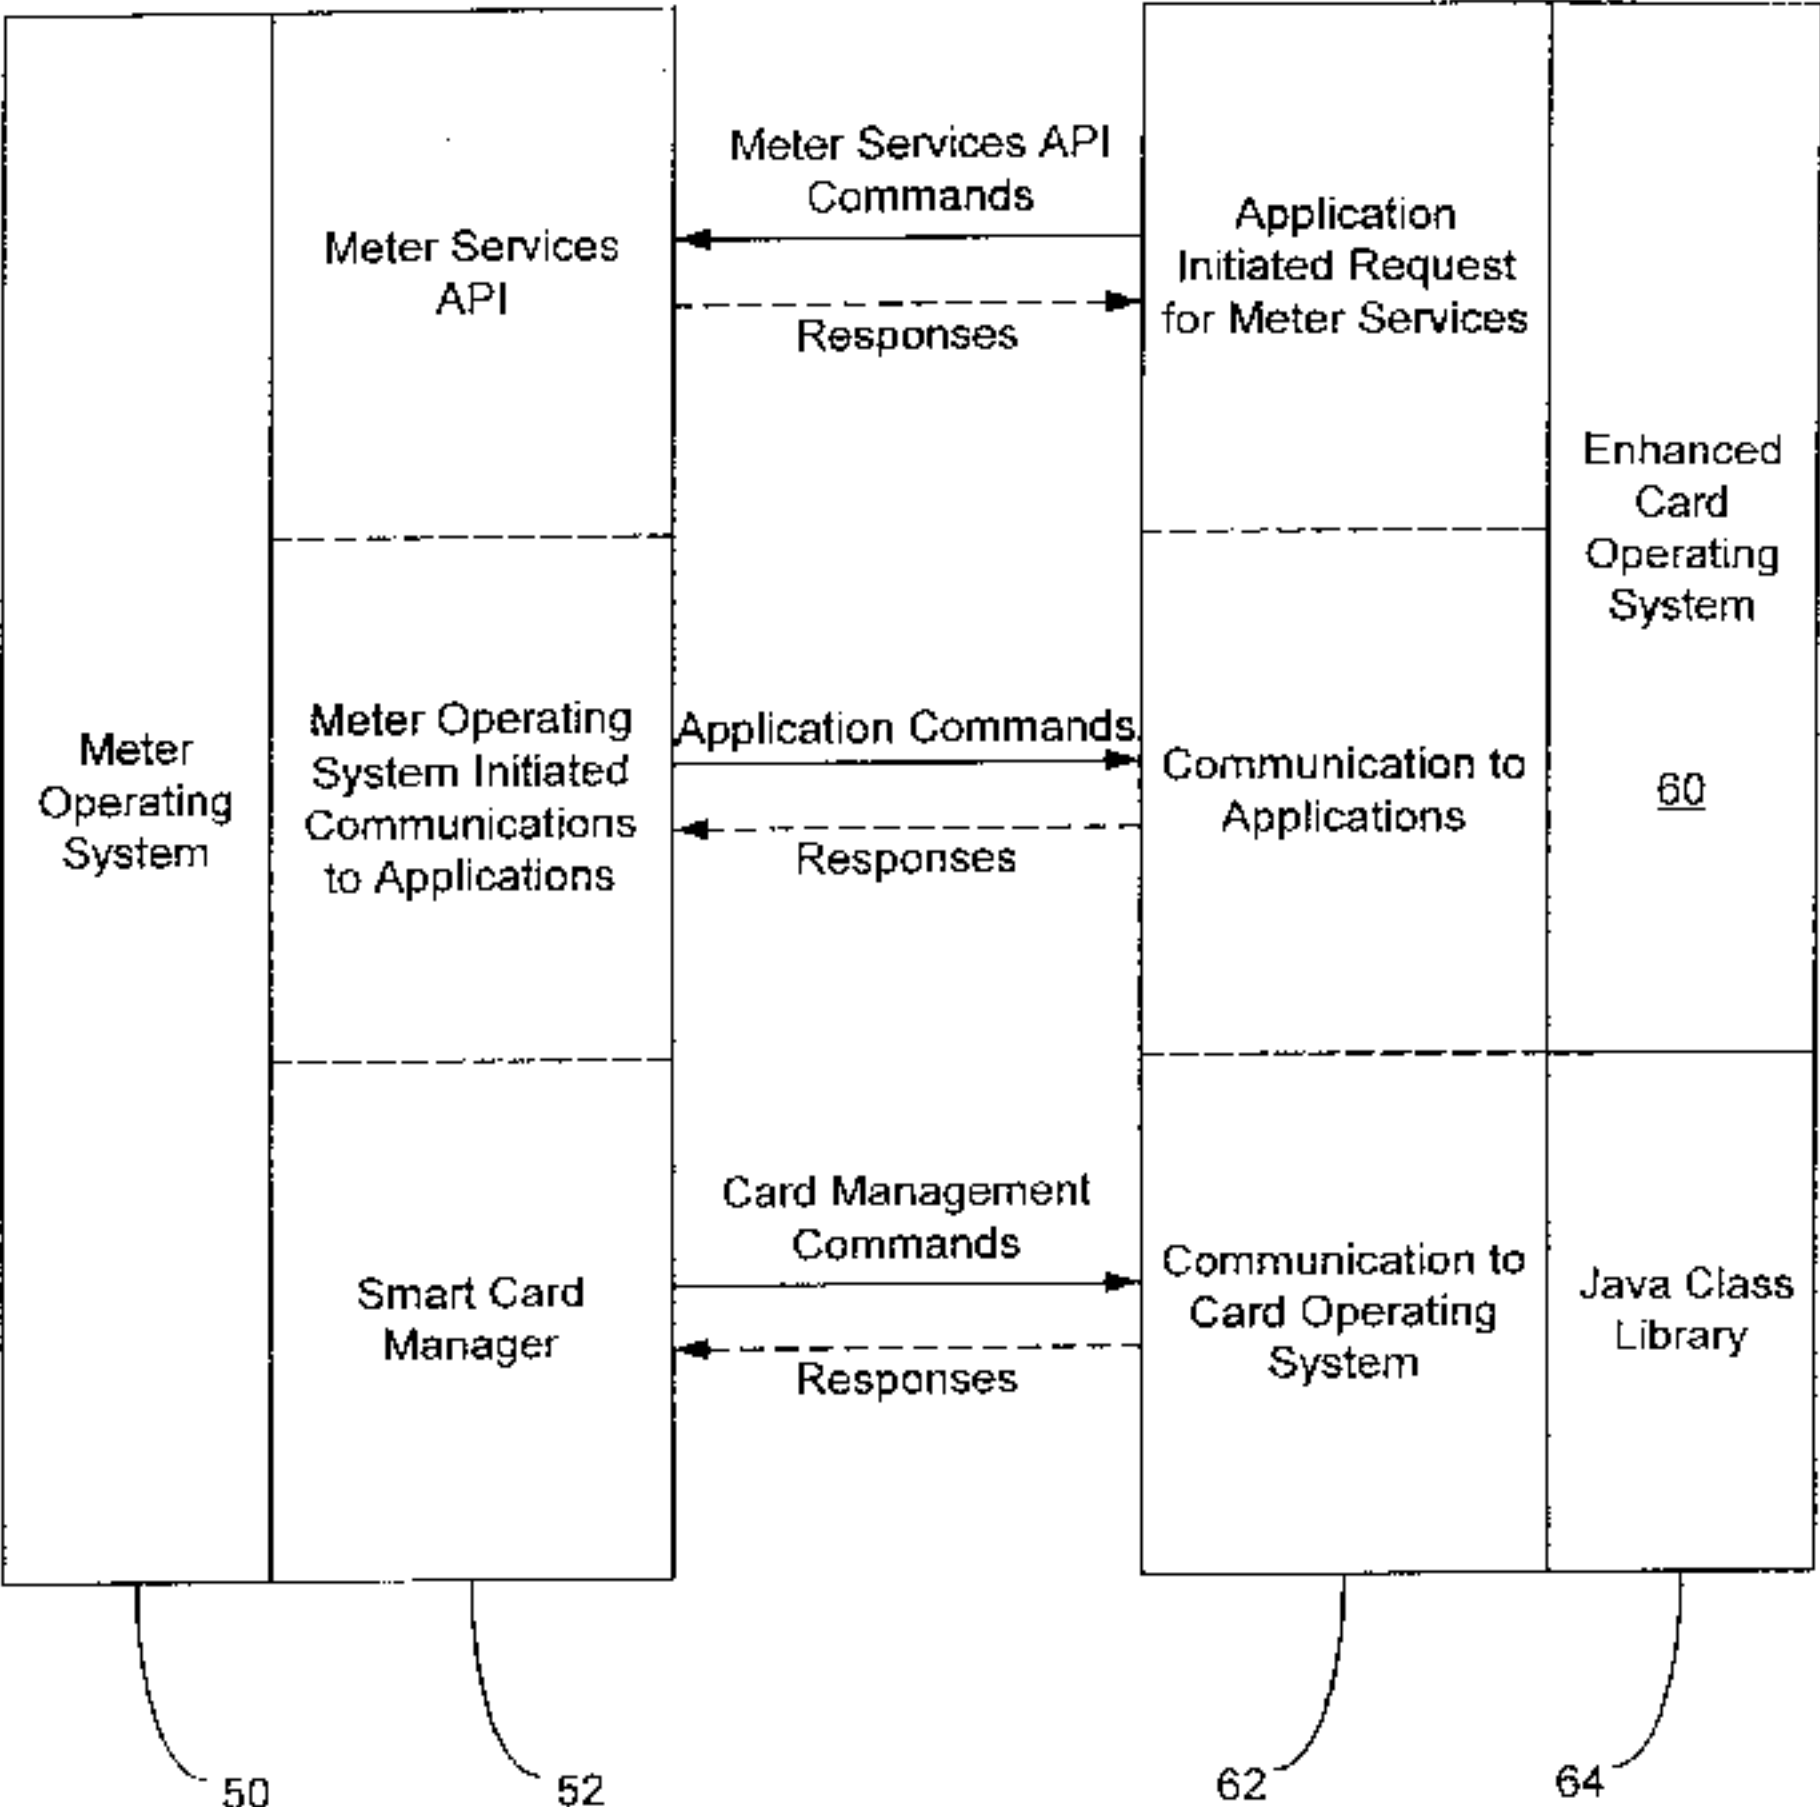 Meter
Operating
System
Meter Services
API
Meter Operating
System Initiated
Communications
to Applications
Smart Card
Manager
Meter Services API
Commands
Responses
Application Commands
Responses
Card Management
Commands
Responses
Application
Initiated Request
for Meter Services
Communication to
Applications
Communication to
Card Operating
System
Enhanced
Card
Operating
System
60
Java Class
Library
50
52
62
64